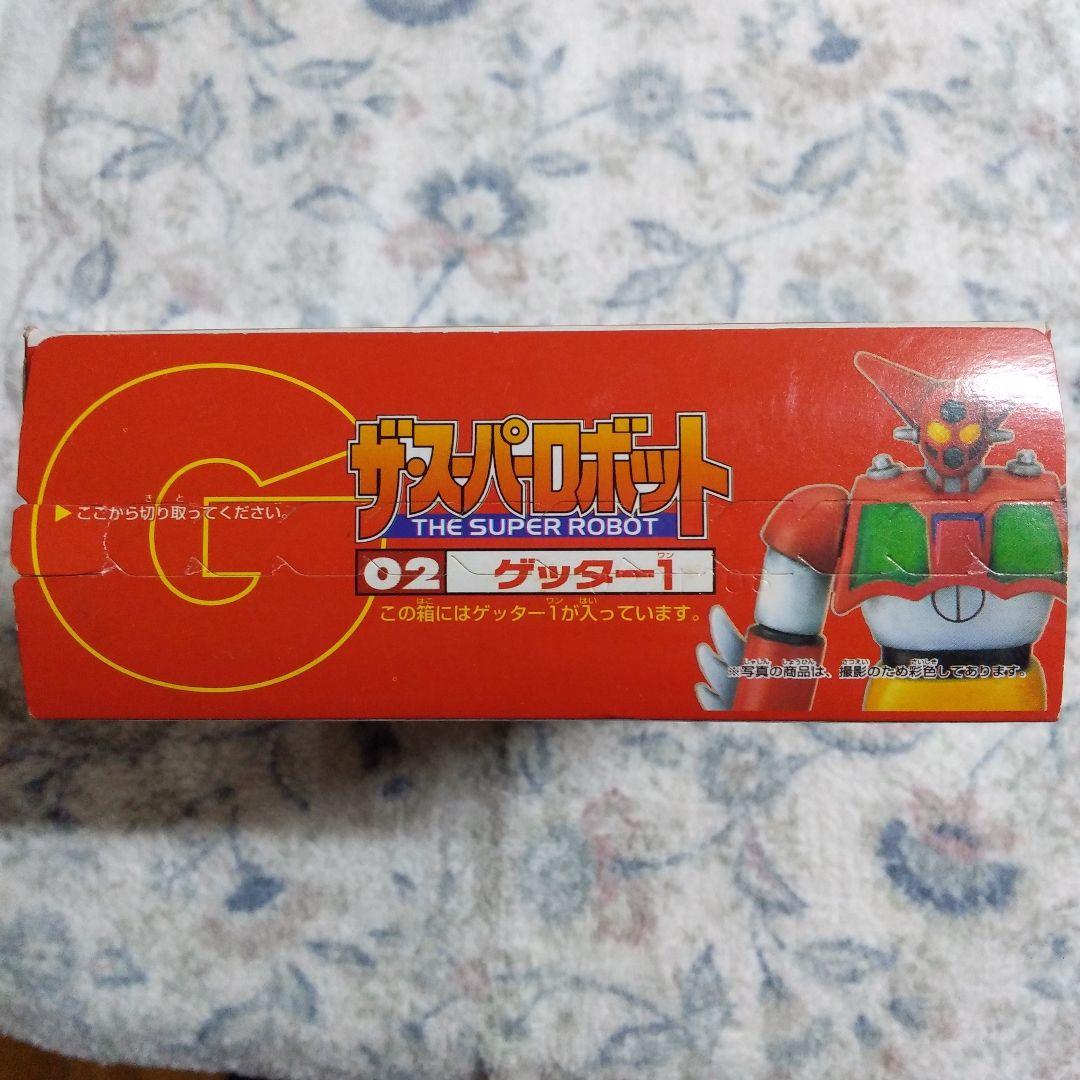 G
ザ・スーパーロボット
THE SUPER ROBOT
▶ここから切り取ってください。
02 ゲッター1
この箱にはゲッター1が入っています。
※写真の商品は、撮影のため彩色してあります。